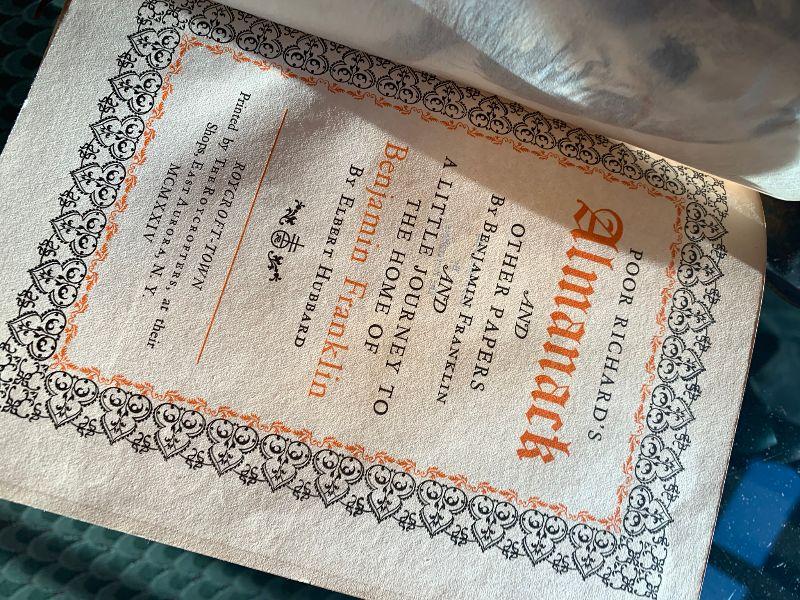 POOR RICHARD'S
Almanack
AND
OTHER PAPERS
BY BENJAMIN FRANKLIN
AND
A LITTLE JOURNEY TO
THE HOME OF
Benjamin Franklin
BY ELBERT HUBBARD
ROYCROFT-TOWN
Printed by THE ROYCROFTERS at their
Shops EAST AURORA N Y
MCMXXIV